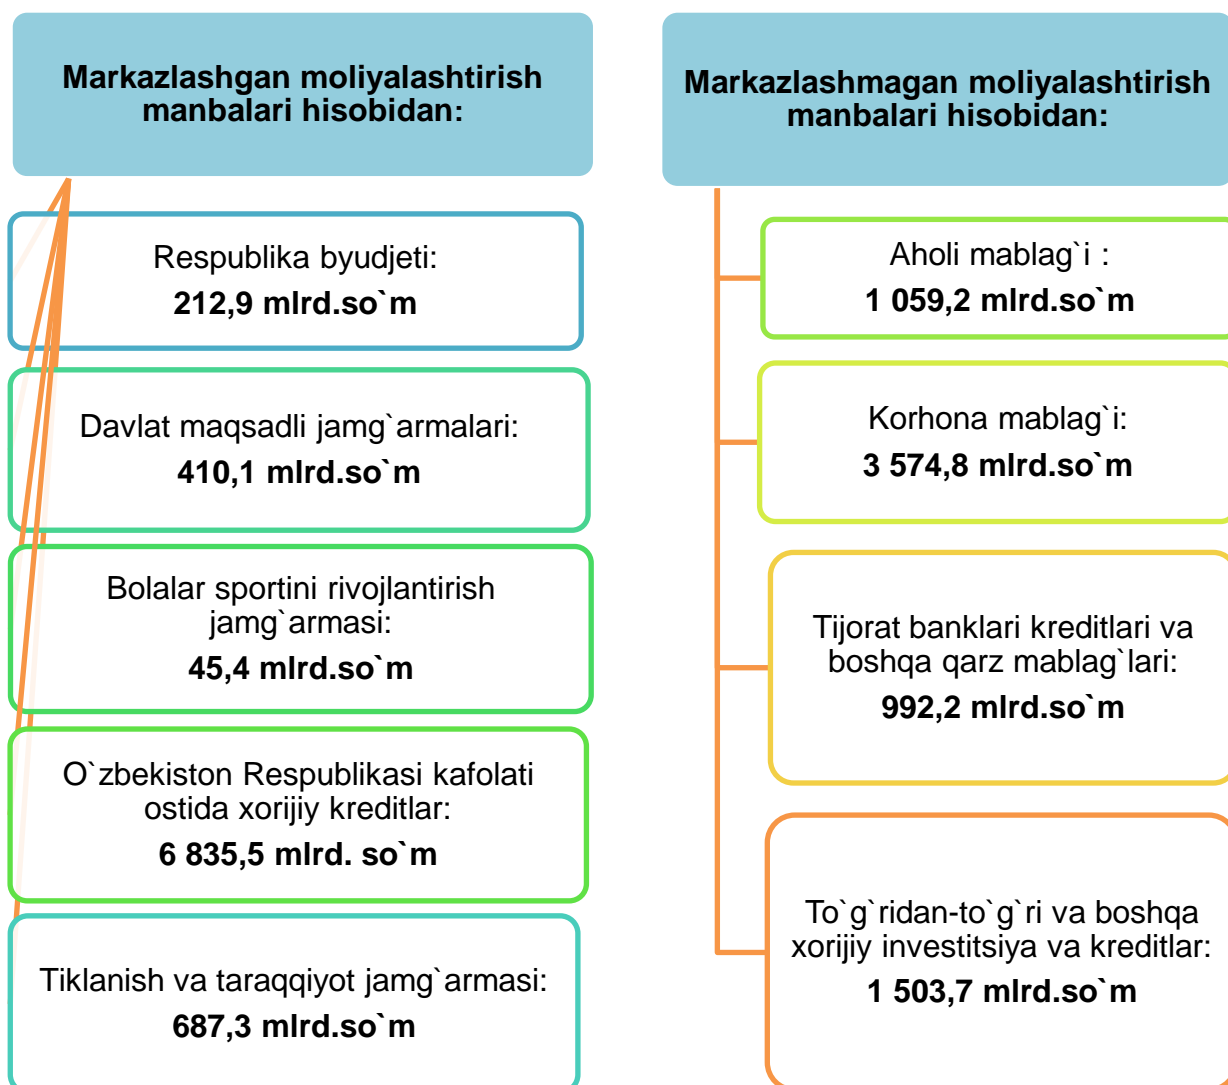 Markazlashgan moliyalashtirish
manbalari hisobidan:
Respublika byudjeti:
212,9 mlrd.so`m
Davlat maqsadli jamg`armalari:
410,1 mlrd.so`m
Bolalar sportini rivojlantirish
jamg`armasi:
45,4 mlrd.so`m
O`zbekiston Respublikasi kafolati
ostida xorijiy kreditlar:
6 835,5 mlrd. so`m
Tiklanish va taraqqiyot jamg`armasi:
687,3 mlrd.so`m
Markazlashmagan moliyalashtirish
manbalari hisobidan:
Aholi mablag`i :
1 059,2 mlrd.so`m
Korhona mablag`i:
3 574,8 mlrd.so`m
Tijorat banklari kreditlari va
boshqa qarz mablag`lari:
992,2 mlrd.so`m
To`g`ridan-to`g`ri va boshqa
xorijiy investitsiya va kreditlar:
1 503,7 mlrd.so`m